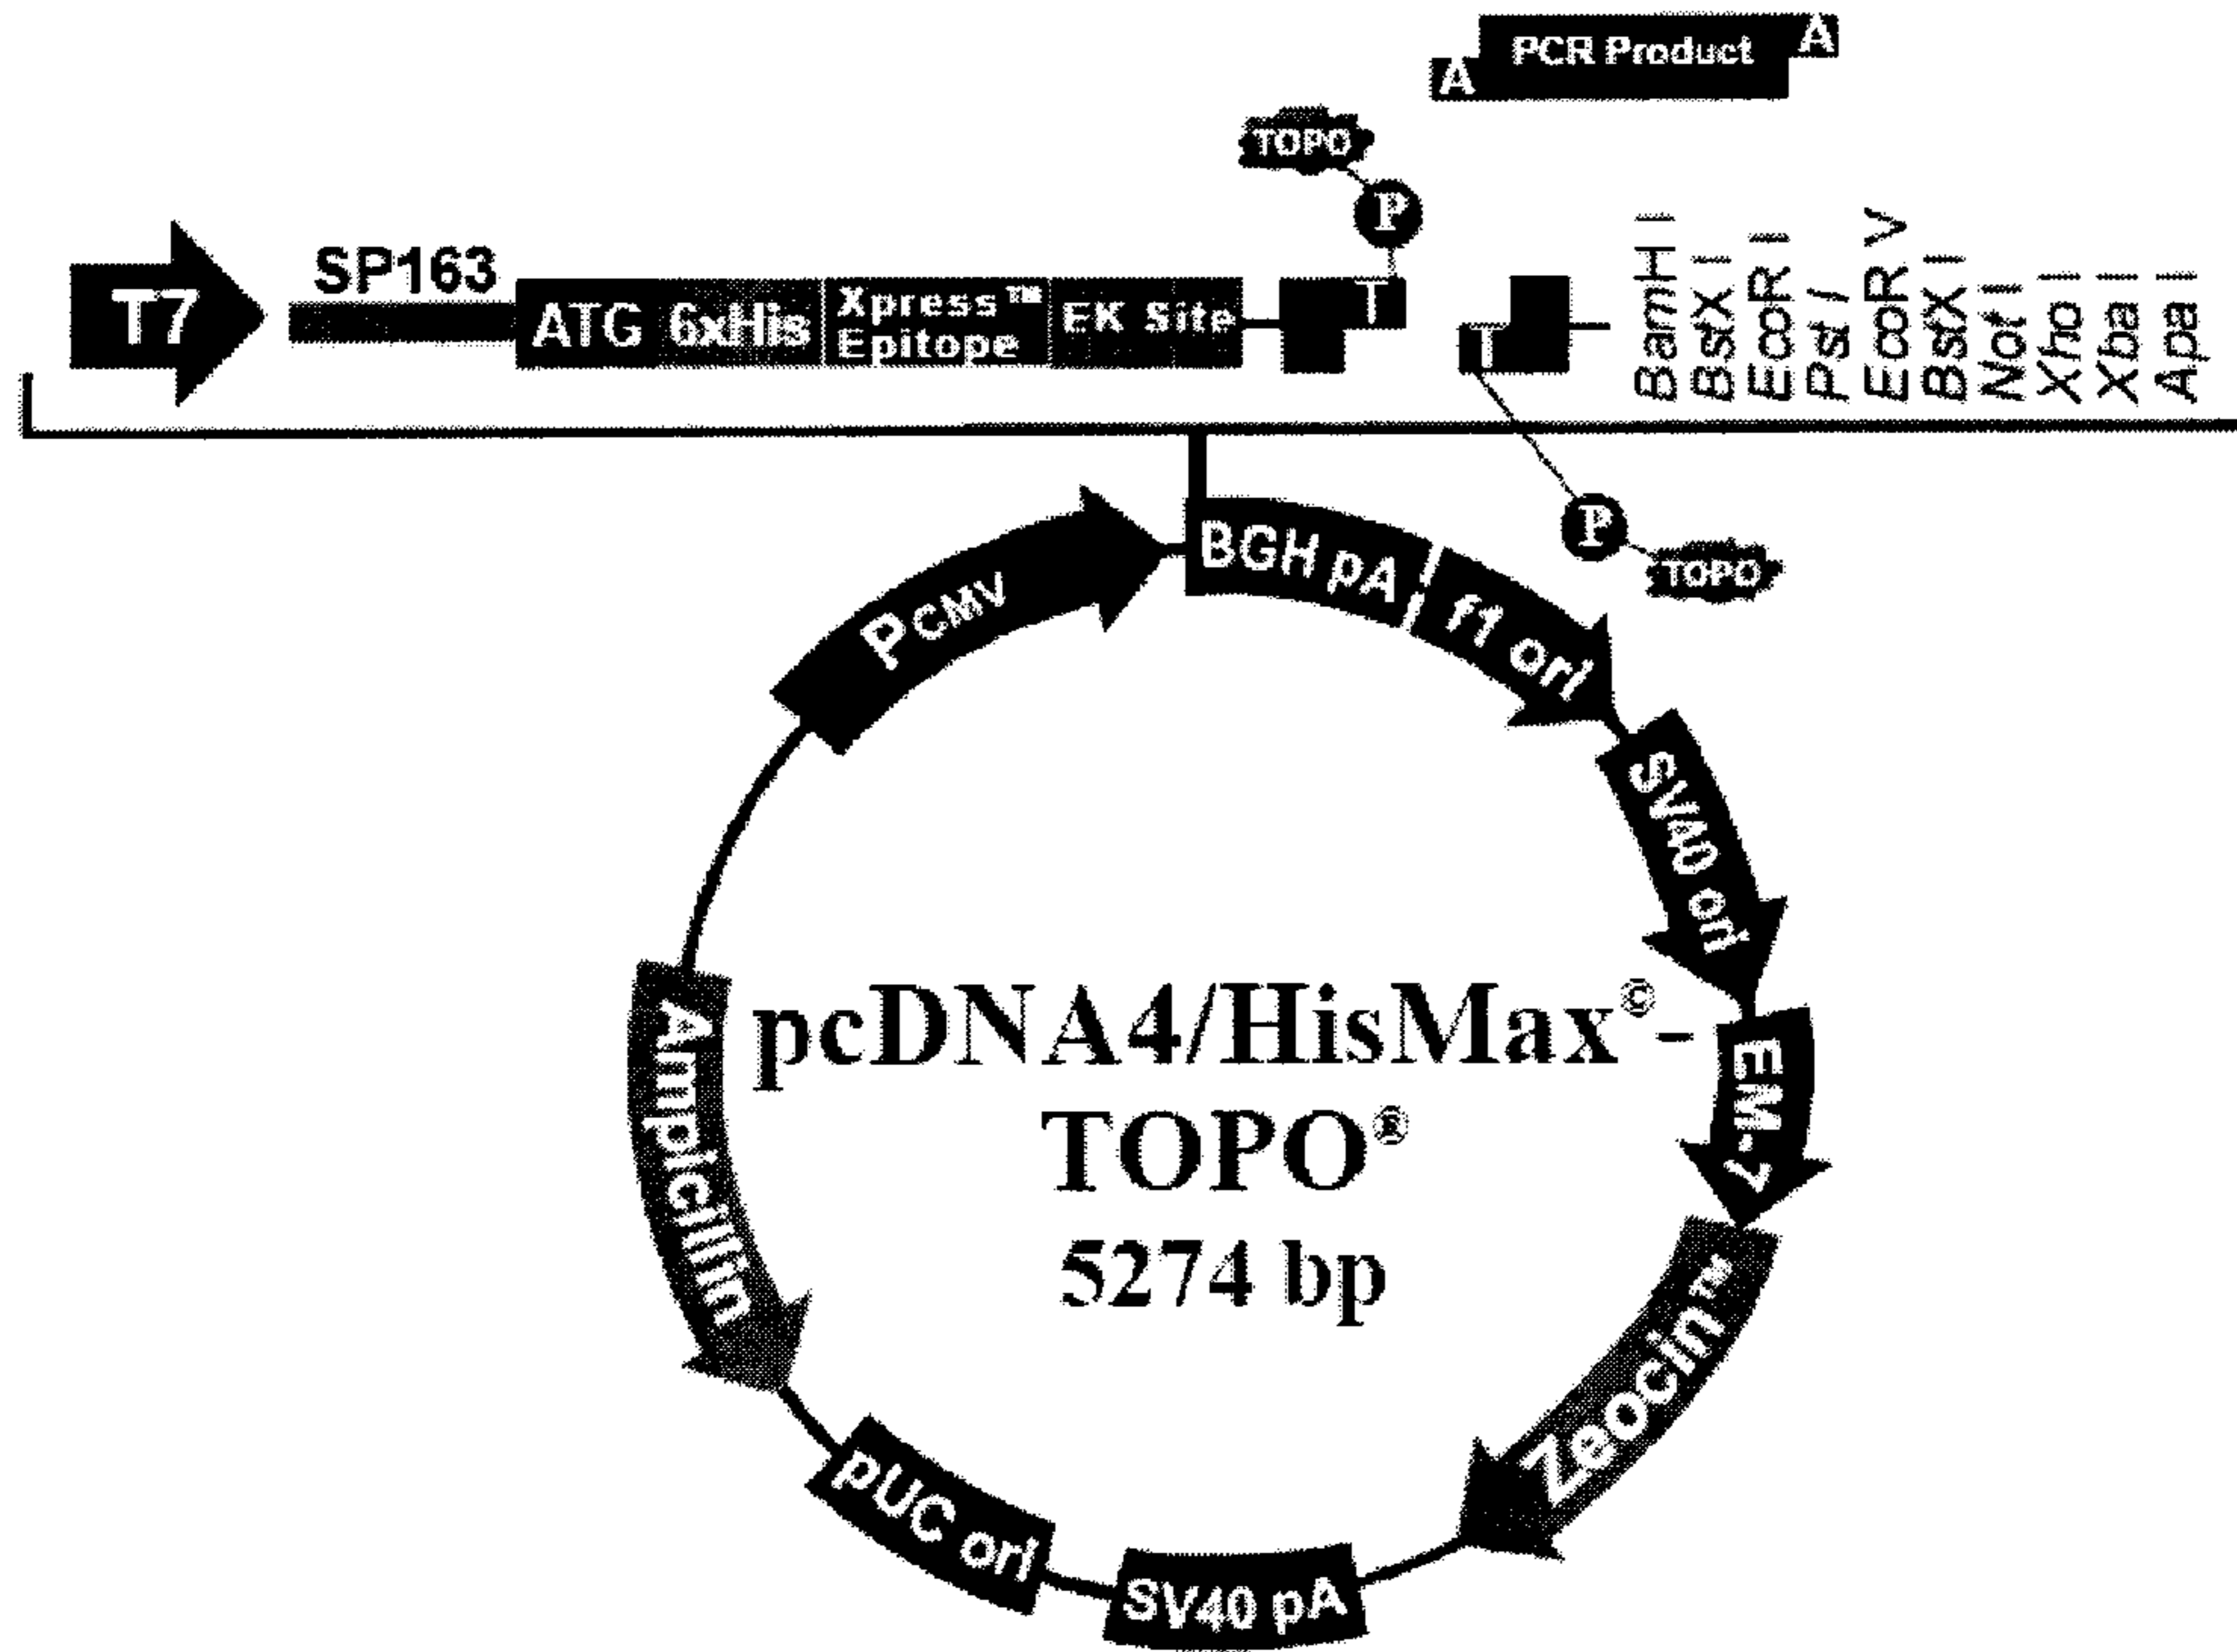 PCR Product
A
A
TOPO
P
T7
SP163
ATG
6xHis
Xpress™
Epitope
EK Site
T
T
BamH I
BstX I
EcoR I
Pst I
EcoR V
BstX I
Not I
Xho I
Xba I
Apa I
P
TOPO
PCMV
BGH pA
f1 ori
SV40 ori
EM-7
Zeocin™
SV40 pA
pUC ori
Ampicillin
pcDNA4/HisMax©-
TOPO®
5274 bp